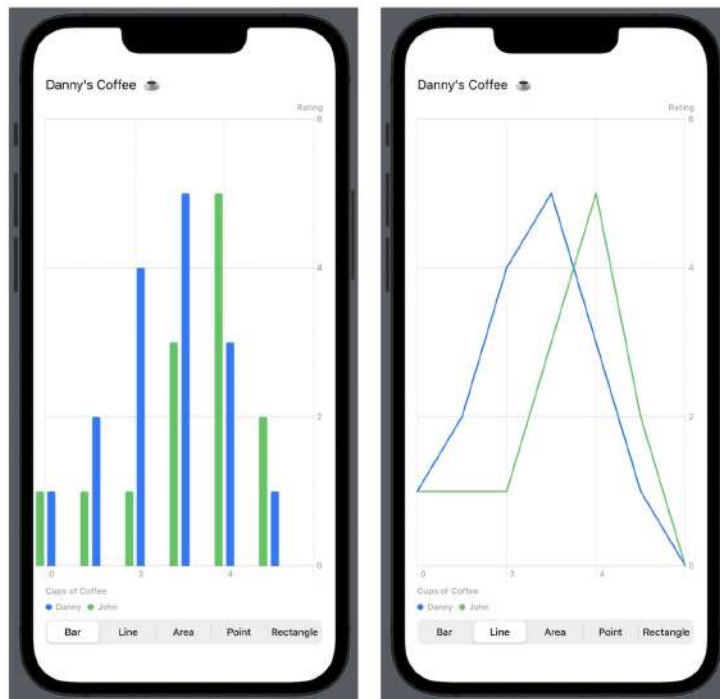 Danny's Coffee ☕
Rating
6
4
2
0
0 2 4
Cups of Coffee
Danny John
Bar Line Area Point Rectangle
Danny's Coffee ☕
Rating
6
4
2
0
0 2 4
Cups of Coffee
Danny John
Bar Line Area Point Rectangle